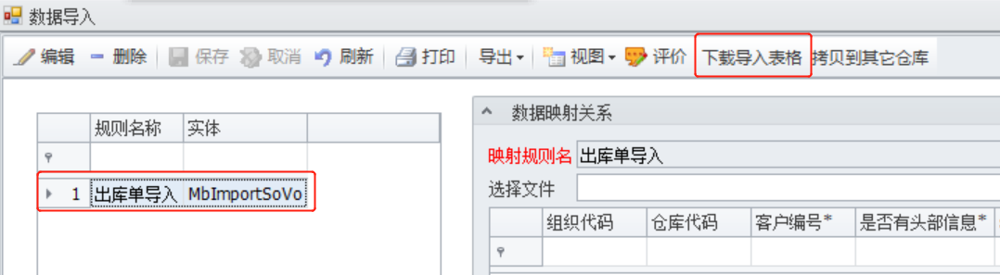 数据导入
编辑 删除 保存 取消 刷新 打印 导出 视图 评价 下载导入表格 拷贝到其它仓库
规则名称 实体
1 出库单导入 MbImportSoVo
数据映射关系
映射规则名 出库单导入
选择文件
组织代码 仓库代码 客户编号* 是否有头部信息*